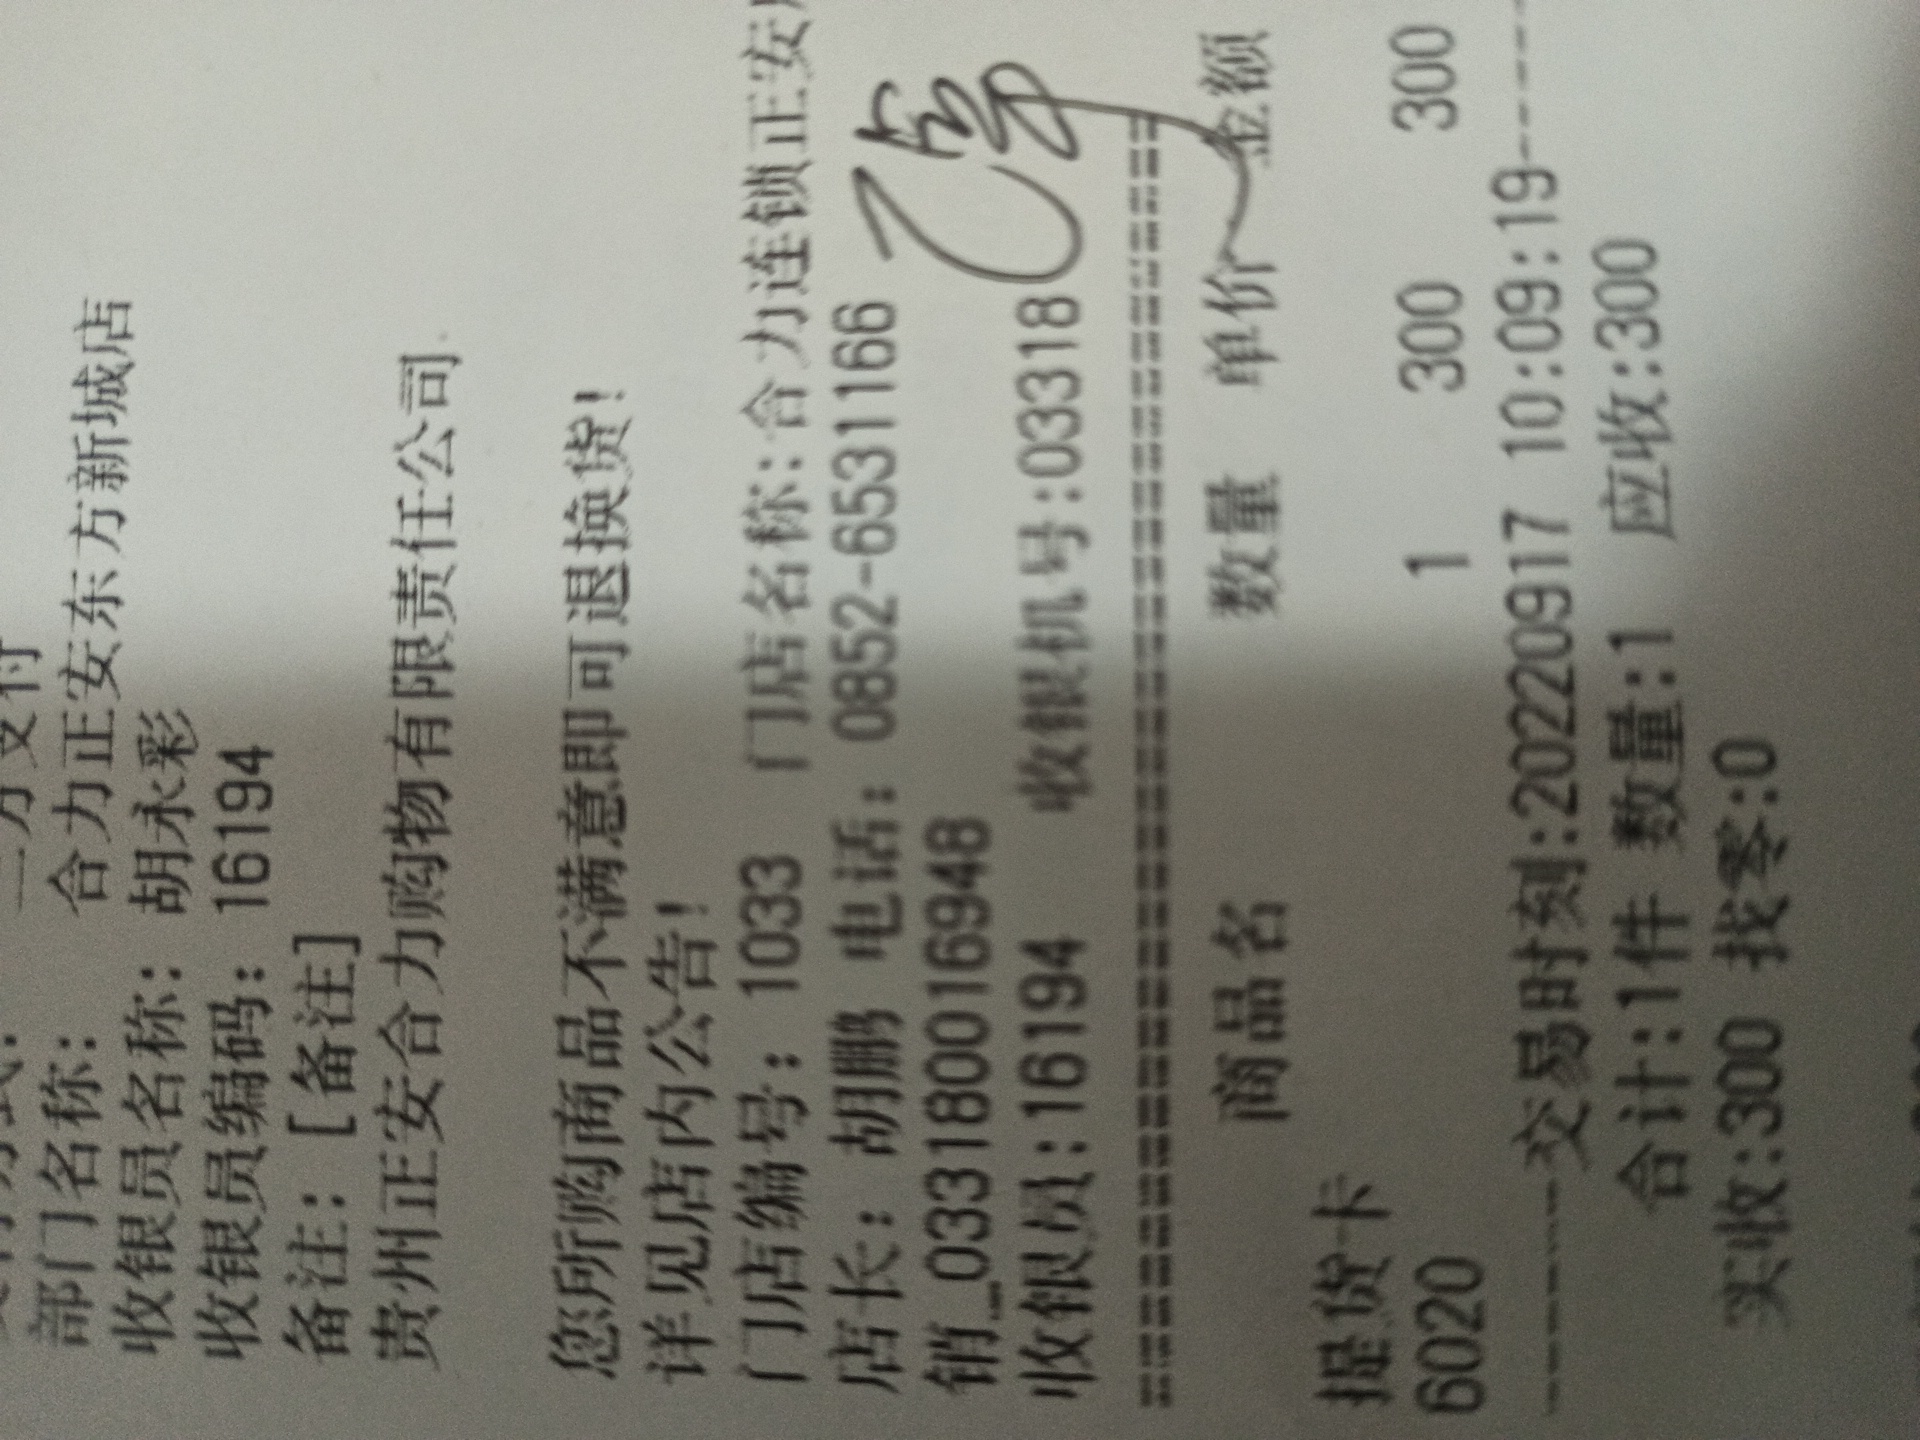 部门名称: 合力正安东方新城店
收银员名称: 胡永彩
收银员编码: 16194
备注: [备注]
贵州正安合力购物有限责任公司
您所购商品不满意即可退换货!
详见店内公告!
门店编号: 1033 门店名称: 合力连锁正安
店长: 胡鹏 电话: 0852-6531166
销_0331800169948
收银员:16194 收银机号:033318
==============================
商品名 数量 单价 金额
提货卡
6020 1 300 300
------交易时刻:20220917 10:09:19------
合计:1件 数量:1 应收:300
实收:300 找零:0